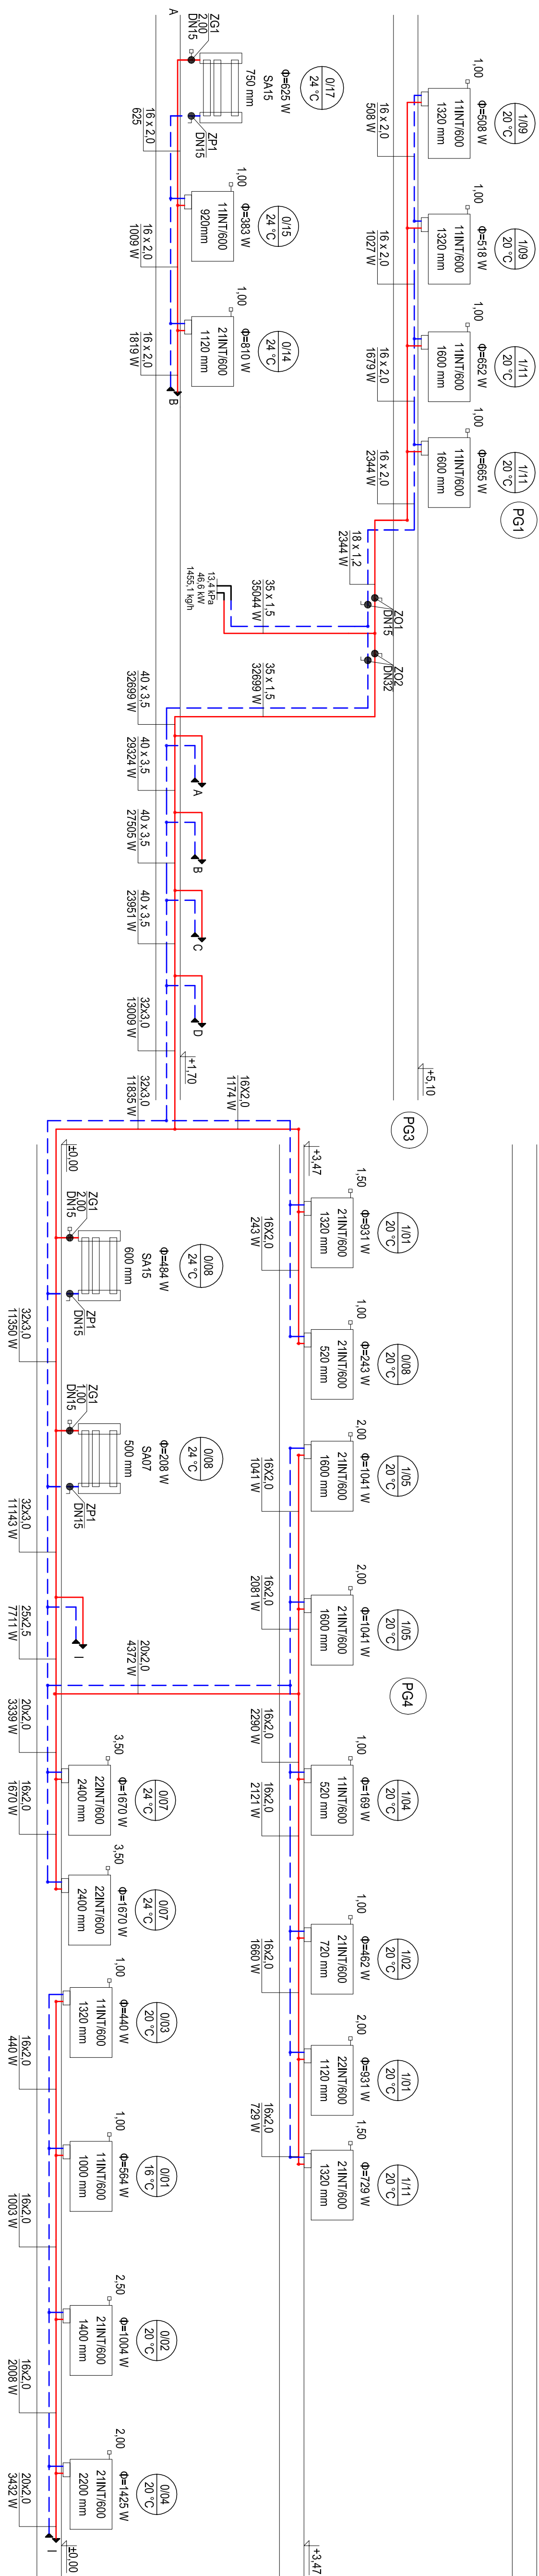 1/09
20 °C
Φ=508 W
11INT/600
1320 mm
1,00
16 x 2,0
508 W
1/09
20 °C
Φ=518 W
11INT/600
1320 mm
1,00
16 x 2,0
1027 W
1/11
20 °C
Φ=652 W
11INT/600
1600 mm
1,00
16 x 2,0
1679 W
1/11
20 °C
Φ=665 W
11INT/600
1600 mm
1,00
16 x 2,0
2344 W
PG1
18 x 1,2
2344 W
ZO1
DN15
ZO2
DN32
35 x 1,5
35044 W
13,4 kPa
46,6 kW
1455,1 kg/h
35 x 1,5
32699 W
+5,10
A
ZG1
2,00
DN15
0/17
24 °C
Φ=625 W
SA15
750 mm
ZP1
DN15
16 x 2,0
625
0/15
24 °C
Φ=383 W
11INT/600
920mm
1,00
16 x 2,0
1009 W
0/14
24 °C
Φ=810 W
21INT/600
1120 mm
1,00
16 x 2,0
1819 W
B
40 x 3,5
32699 W
A
40 x 3,5
29324 W
B
40 x 3,5
27505 W
C
40 x 3,5
23951 W
D
32x3,0
13009 W
+1,70
32x3,0
11835 W
16X2,0
1174 W
PG3
+3,47
1/01
20 °C
Φ=931 W
21INT/600
1320 mm
1,50
16X2,0
243 W
0/08
20 °C
Φ=243 W
21INT/600
520 mm
1,00
1/05
20 °C
Φ=1041 W
21INT/600
1600 mm
2,00
16X2,0
1041 W
1/05
20 °C
Φ=1041 W
21INT/600
1600 mm
2,00
16x2,0
2081 W
PG4
20x2,0
4372 W
16x2,0
2290 W
1/04
20 °C
Φ=169 W
11INT/600
520 mm
1,00
16x2,0
2121 W
1/02
20 °C
Φ=462 W
21INT/600
720 mm
1,00
16x2,0
1660 W
1/01
20 °C
Φ=931 W
22INT/600
1120 mm
2,00
16x2,0
729 W
1/11
20 °C
Φ=729 W
21INT/600
1320 mm
1,50
+3,47
±0,00
ZG1
2,00
DN15
0/08
24 °C
Φ=484 W
SA15
600 mm
ZP1
DN15
32x3,0
11350 W
ZG1
1,00
DN15
0/08
24 °C
Φ=208 W
SA07
500 mm
ZP1
DN15
32x3,0
11143 W
I
25x2,5
7711 W
20x2,0
3339 W
0/07
24 °C
Φ=1670 W
22INT/600
2400 mm
3,50
16x2,0
1670 W
0/07
24 °C
Φ=1670 W
22INT/600
2400 mm
3,50
0/03
20 °C
Φ=440 W
11INT/600
1320 mm
1,00
16x2,0
440 W
0/01
16 °C
Φ=564 W
11INT/600
1000 mm
1,00
16x2,0
1003 W
0/02
20 °C
Φ=1004 W
21INT/600
1400 mm
2,50
16x2,0
2008 W
0/04
20 °C
Φ=1425 W
21INT/600
2200 mm
2,00
20x2,0
3432 W
I
±0,00